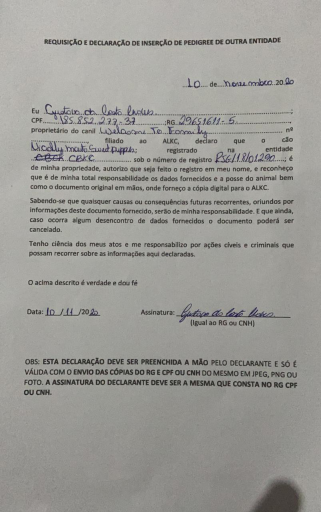 REQUISIÇÃO E DECLARAÇÃO DE INSERÇÃO DE PEDIGREE DE OUTRA ENTIDADE
10 de novembro 2020
Eu Gustavo da Costa
CPF 185.852.277-37 ;RG 29651611-5
proprietário do canil Welcome To Family nº
filiado ao ALKC, declaro que o cão
registrado na entidade
CBKC sob o número de registro RSG/18/01290 ; é
de minha propriedade, autorizo que seja feito o registro em meu nome, e reconheço
que é de minha total responsabilidade os dados fornecidos e a posse do animal bem
como o documento original em mãos, onde forneço a cópia digital para o ALKC.
Sabendo-se que quaisquer causas ou consequências futuras recorrentes, oriundos por
informações deste documento fornecido, serão de minha responsabilidade. E que ainda,
caso ocorra algum desencontro de dados fornecidos o documento poderá ser
cancelado.
Tenho ciência dos meus atos e me responsabilizo por ações cíveis e criminais que
possam recorrer sobre as informações aqui declaradas.
O acima descrito é verdade e dou fé
Data: 10 /11 /2020 Assinatura: Gustavo da Costa
(Igual ao RG ou CNH)
OBS: ESTA DECLARAÇÃO DEVE SER PREENCHIDA A MÃO PELO DECLARANTE E SÓ É
VÁLIDA COM O ENVIO DAS CÓPIAS DO RG E CPF OU CNH DO MESMO EM JPEG, PNG OU
FOTO. A ASSINATURA DO DECLARANTE DEVE SER A MESMA QUE CONSTA NO RG CPF
OU CNH.